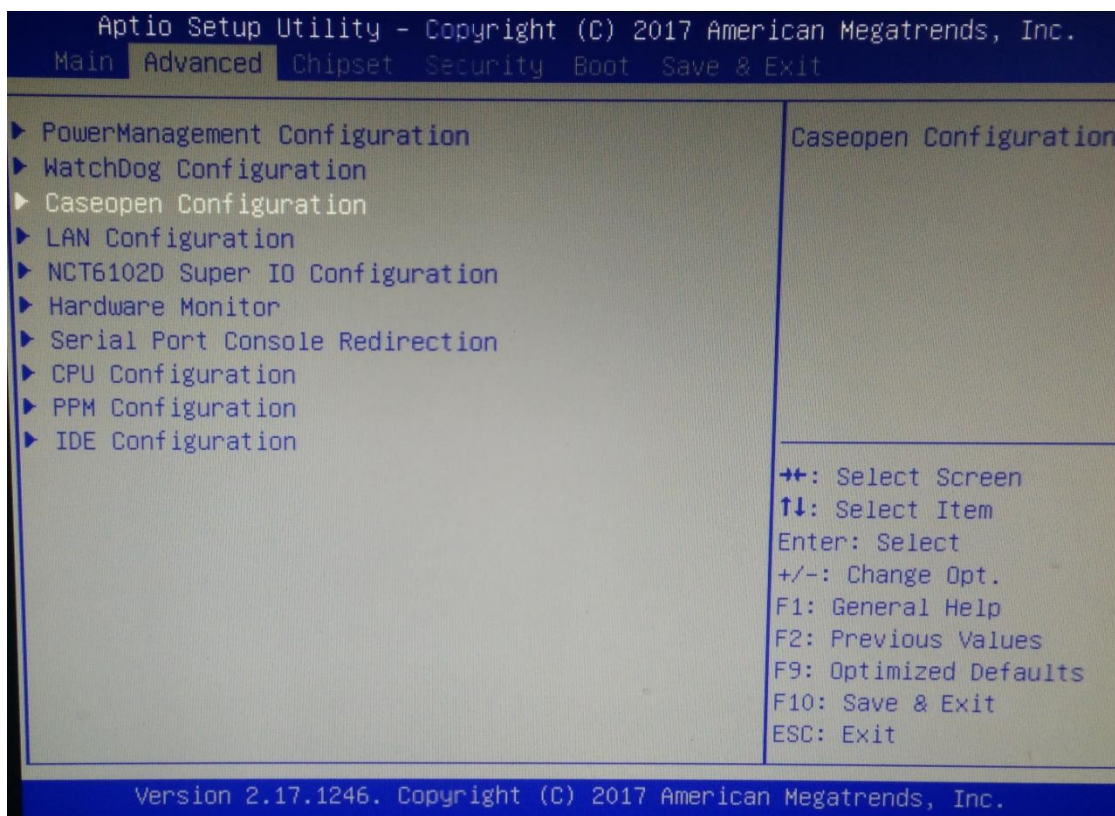 Aptio Setup Utility – Copyright (C) 2017 American Megatrends, Inc.
Main Advanced Chipset Security Boot Save & Exit
▶ PowerManagement Configuration
▶ WatchDog Configuration
▶ Caseopen Configuration
▶ LAN Configuration
▶ NCT6102D Super IO Configuration
▶ Hardware Monitor
▶ Serial Port Console Redirection
▶ CPU Configuration
▶ PPM Configuration
▶ IDE Configuration
Caseopen Configuration
→←: Select Screen
↑↓: Select Item
Enter: Select
+/-: Change Opt.
F1: General Help
F2: Previous Values
F9: Optimized Defaults
F10: Save & Exit
ESC: Exit
Version 2.17.1246. Copyright (C) 2017 American Megatrends, Inc.